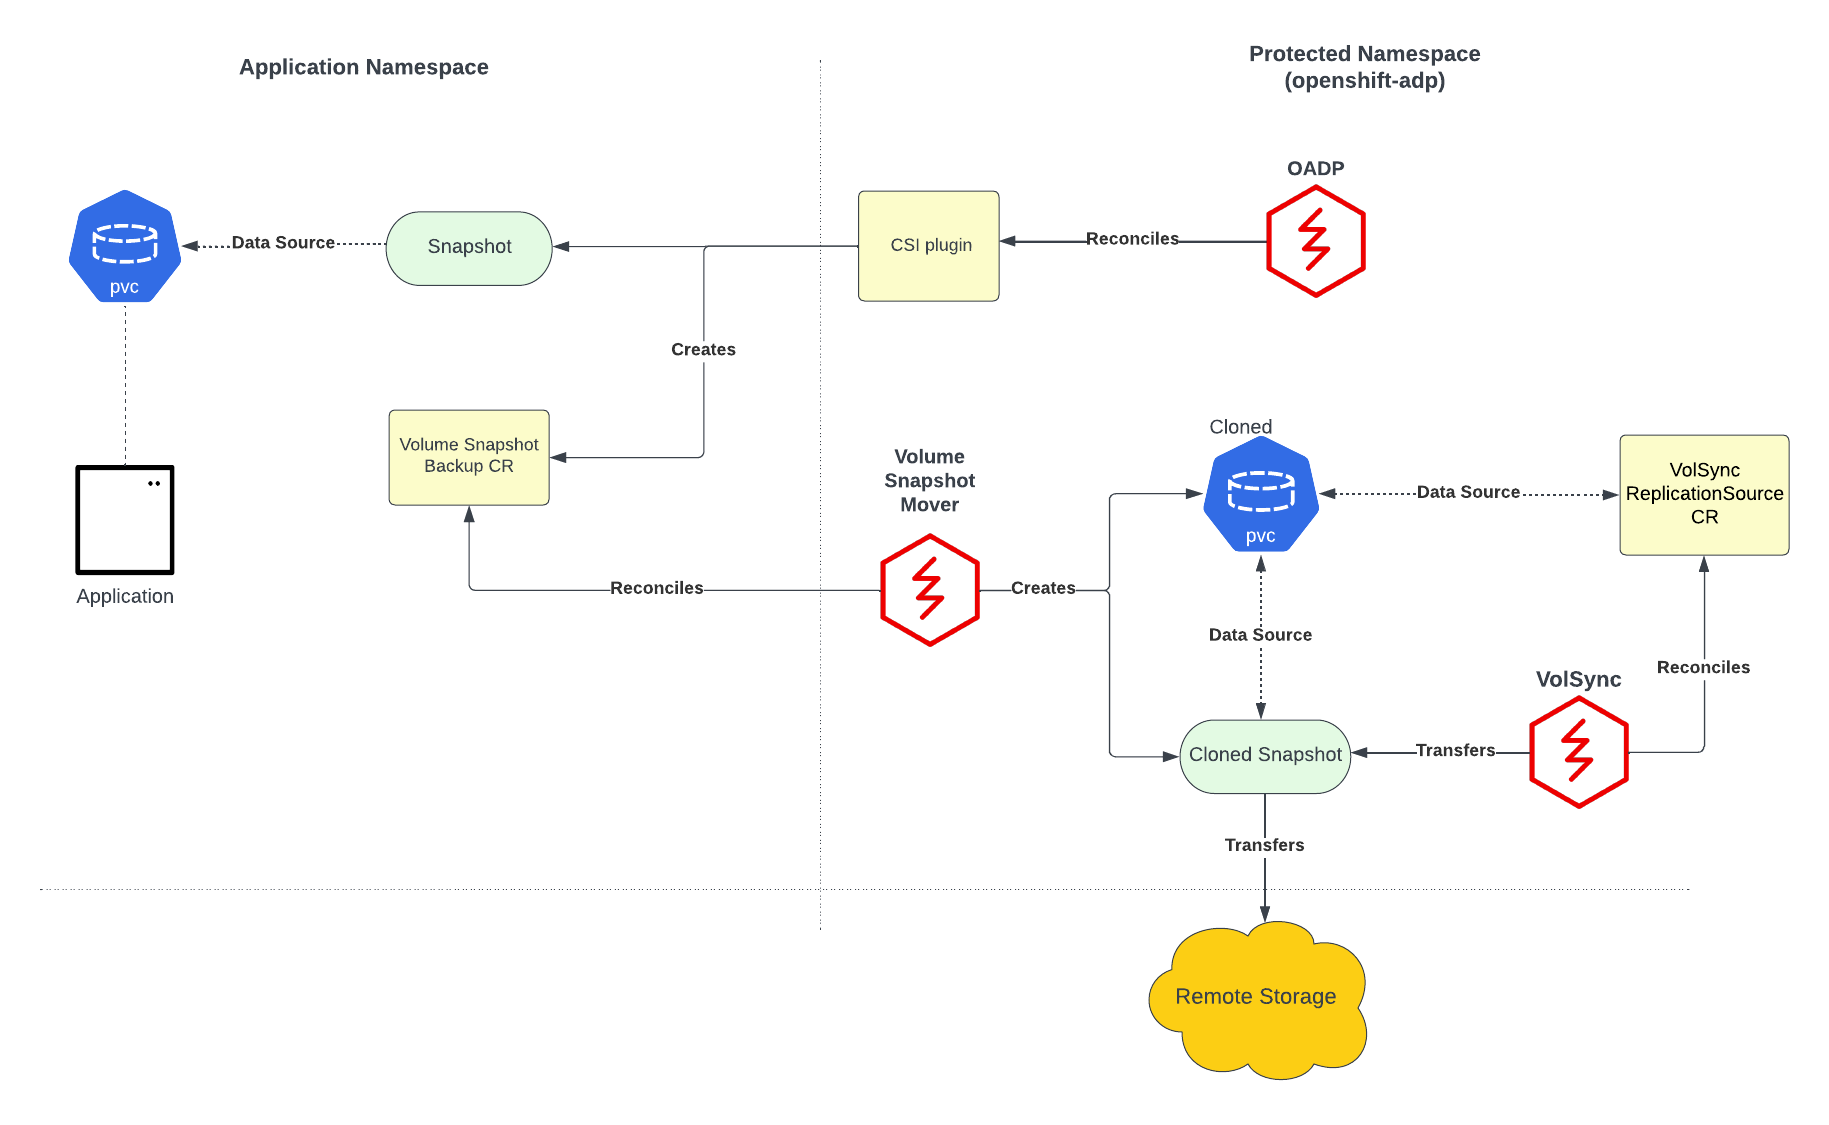 Application Namespace
Protected Namespace
(openshift-adp)
OADP
pvc
Data Source
Snapshot
CSI plugin
Reconciles
Creates
Volume Snapshot
Backup CR
Application
Reconciles
Volume
Snapshot
Mover
Creates
Cloned
pvc
Data Source
VolSync
ReplicationSource
CR
Data Source
Reconciles
VolSync
Cloned Snapshot
Transfers
Transfers
Remote Storage